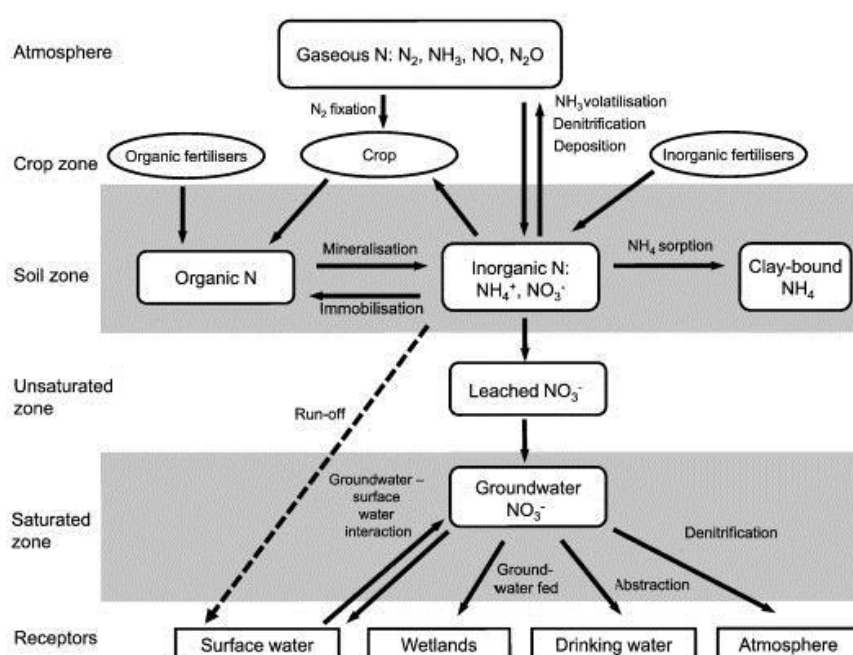 Atmosphere
Gaseous N: N₂, NH₃, NO, N₂O
N₂ fixation
NH₃ volatilisation
Denitrification
Deposition
Crop zone
Organic fertilisers
Crop
Inorganic fertilisers
Soil zone
Organic N
Mineralisation
Immobilisation
Inorganic N:
NH₄⁺, NO₃⁻
NH₄ sorption
Clay-bound
NH₄
Unsaturated
zone
Leached NO₃⁻
Run-off
Saturated
zone
Groundwater –
surface
water
interaction
Groundwater
NO₃⁻
Ground-
water fed
Abstraction
Denitrification
Receptors
Surface water
Wetlands
Drinking water
Atmosphere